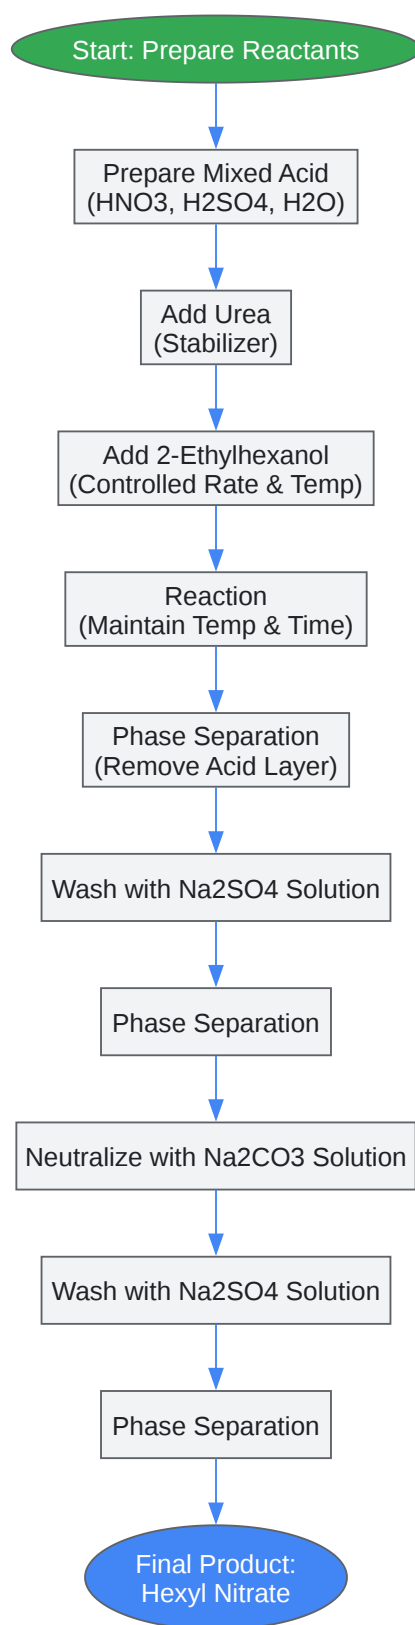 Start: Prepare Reactants
Prepare Mixed Acid
(HNO3, H2SO4, H2O)
Add Urea
(Stabilizer)
Add 2-Ethylhexanol
(Controlled Rate & Temp)
Reaction
(Maintain Temp & Time)
Phase Separation
(Remove Acid Layer)
Wash with Na2SO4 Solution
Phase Separation
Neutralize with Na2CO3 Solution
Wash with Na2SO4 Solution
Phase Separation
Final Product:
Hexyl Nitrate